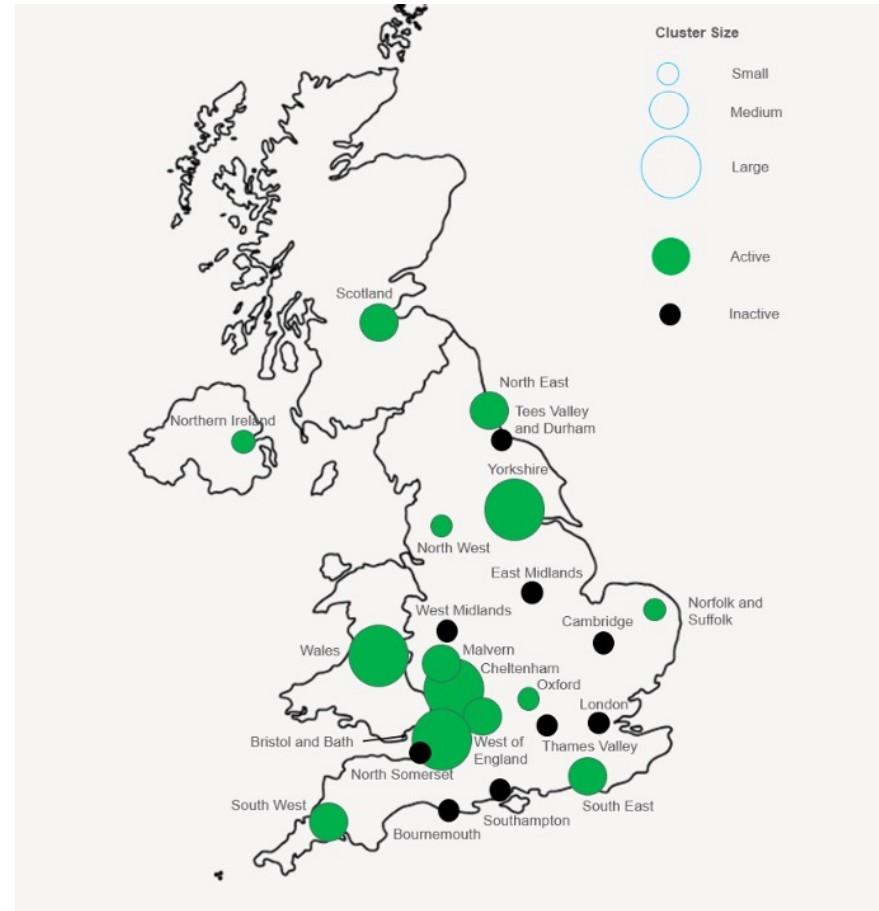 Cluster Size
Small
Medium
Large
Active
Inactive
Scotland
North East
Tees Valley
and Durham
Northern Ireland
Yorkshire
North West
East Midlands
Norfolk and
Suffolk
West Midlands
Cambridge
Wales
Malvern
Cheltenham
Oxford
London
Bristol and Bath
West of
England
Thames Valley
North Somerset
South West
South East
Southampton
Bournemouth